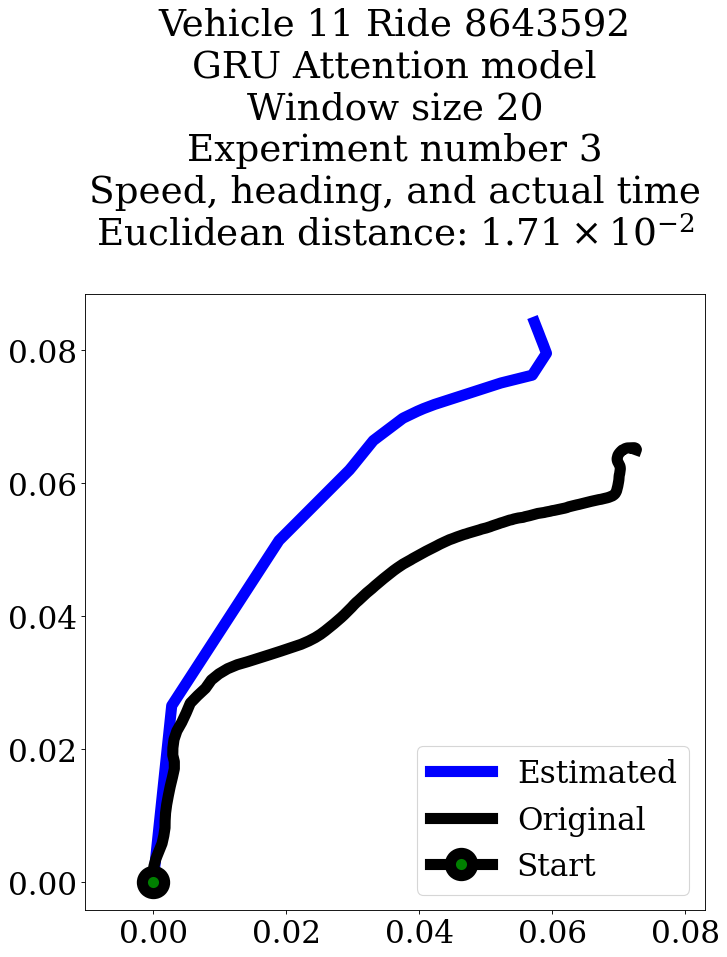 Vehicle 11 Ride 8643592
GRU Attention model
Window size 20
Experiment number 3
Speed, heading, and actual time
Euclidean distance: 1.71 × 10⁻²
0.08
0.06
0.04
0.02
0.00
Estimated
Original
Start
0.00 0.02 0.04 0.06 0.08